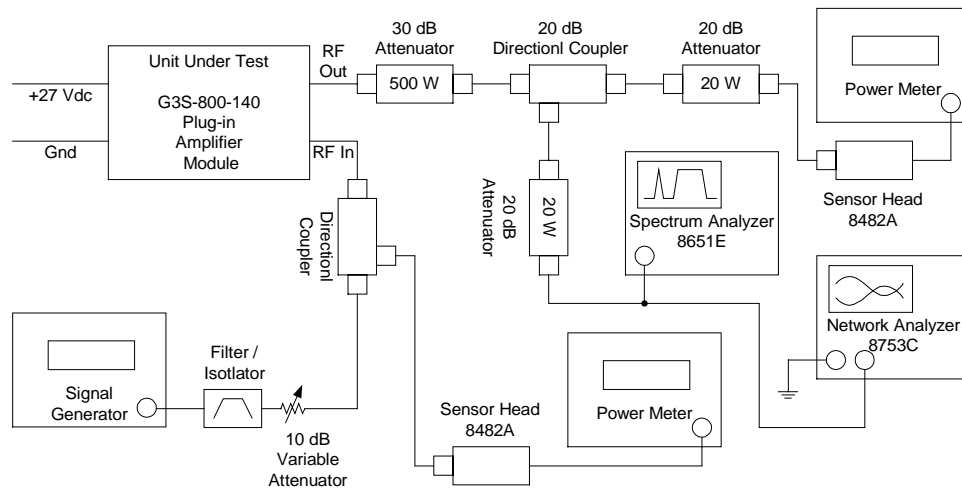 30 dB
Attenuator
20 dB
Directionl Coupler
20 dB
Attenuator
RF
Out
Unit Under Test
G3S-800-140
Plug-in
Amplifier
Module
+27 Vdc
Gnd
RF In
500 W
20 W
Power Meter
Sensor Head
8482A
20 dB
Attenuator
20 W
Spectrum Analyzer
8651E
Directionl
Coupler
Network Analyzer
8753C
Signal
Generator
Filter /
Isotlator
10 dB
Variable
Attenuator
Sensor Head
8482A
Power Meter